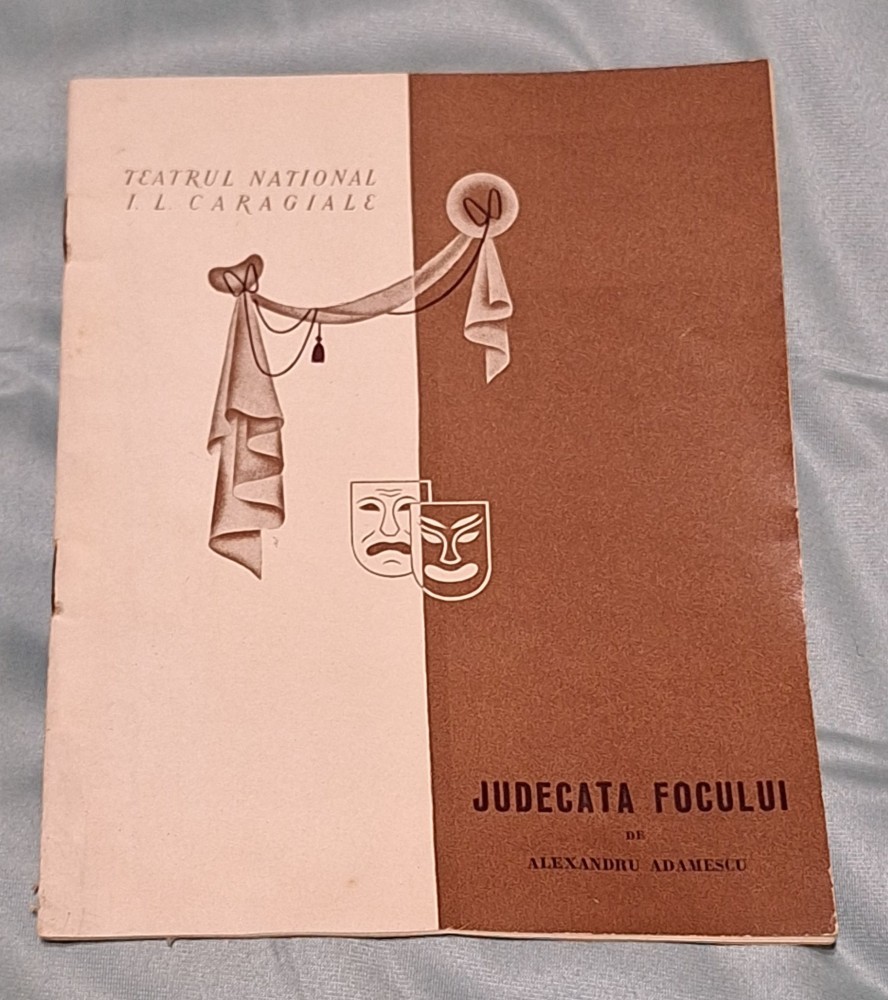 TEATRUL NATIONAL
I. L. CARAGIALE
JUDECATA FOCULUI
DE
ALEXANDRU ADAMESCU